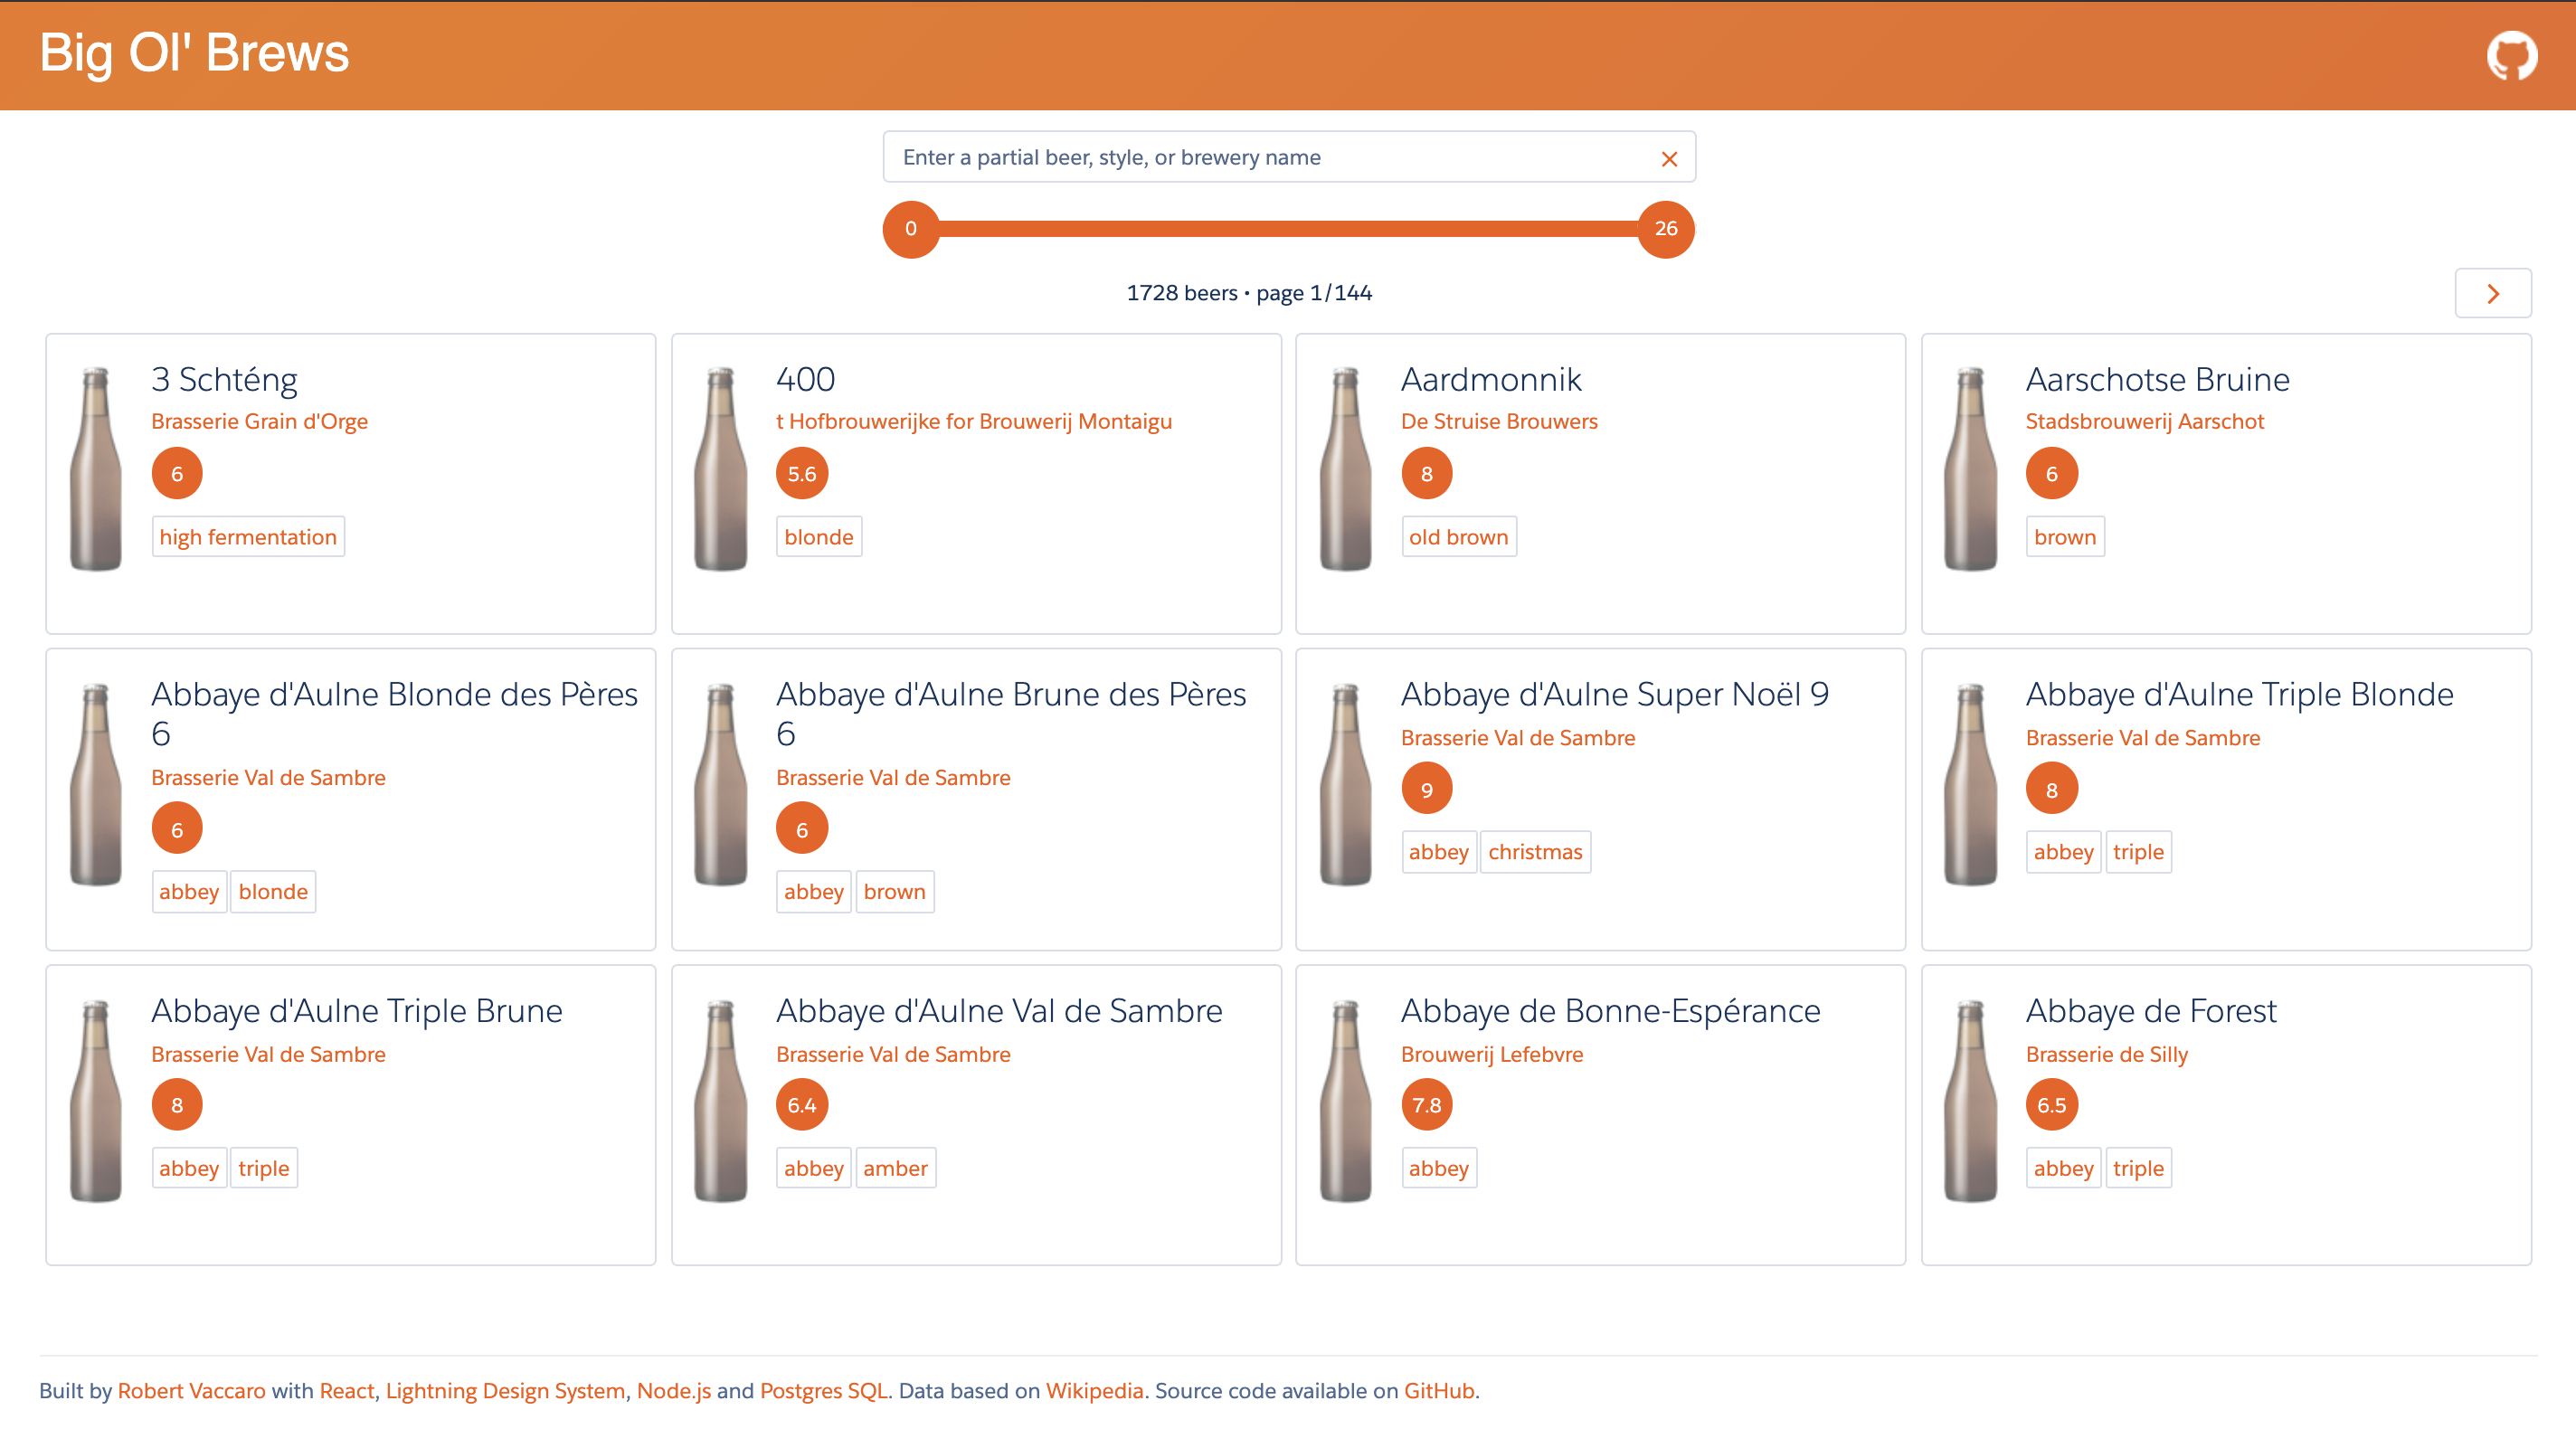 Big Ol' Brews
Enter a partial beer, style, or brewery name
0
26
1728 beers • page 1/144
3 Schténg
Brasserie Grain d'Orge
6
high fermentation
400
t Hofbrouwerijke for Brouwerij Montaigu
5.6
blonde
Aardmonnik
De Struise Brouwers
8
old brown
Aarschotse Bruine
Stadsbrouwerij Aarschot
6
brown
Abbaye d'Aulne Blonde des Pères
6
Brasserie Val de Sambre
6
abbey blonde
Abbaye d'Aulne Brune des Pères
6
Brasserie Val de Sambre
6
abbey brown
Abbaye d'Aulne Super Noël 9
Brasserie Val de Sambre
9
abbey christmas
Abbaye d'Aulne Triple Blonde
Brasserie Val de Sambre
8
abbey triple
Abbaye d'Aulne Triple Brune
Brasserie Val de Sambre
8
abbey triple
Abbaye d'Aulne Val de Sambre
Brasserie Val de Sambre
6.4
abbey amber
Abbaye de Bonne-Espérance
Brouwerij Lefebvre
7.8
abbey
Abbaye de Forest
Brasserie de Silly
6.5
abbey triple
Built by Robert Vaccaro with React, Lightning Design System, Node.js and Postgres SQL. Data based on Wikipedia. Source code available on GitHub.